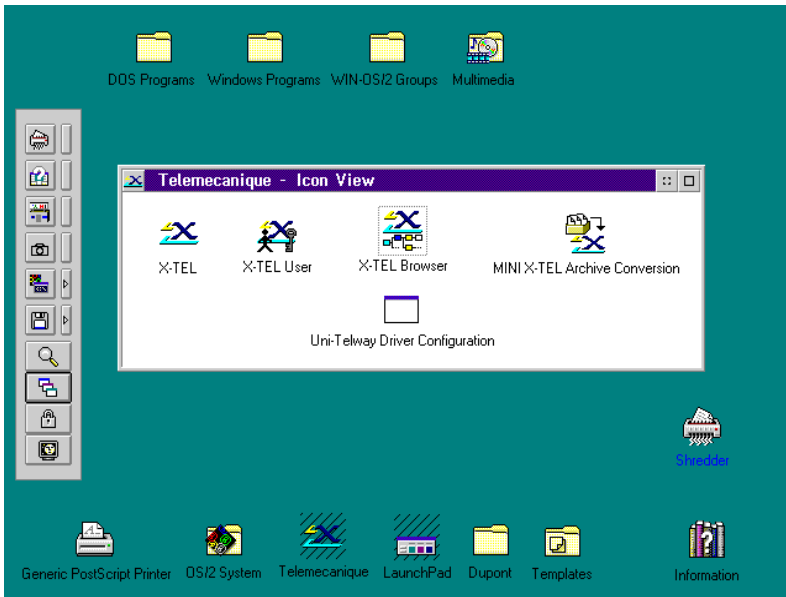 DOS Programs
Windows Programs
WIN-OS/2 Groups
Multimedia
Telemecanique - Icon View
X-TEL
X-TEL User
X-TEL Browser
MINI X-TEL Archive Conversion
Uni-Telway Driver Configuration
Shredder
Generic PostScript Printer
OS/2 System
Telemecanique
LaunchPad
Dupont
Templates
Information